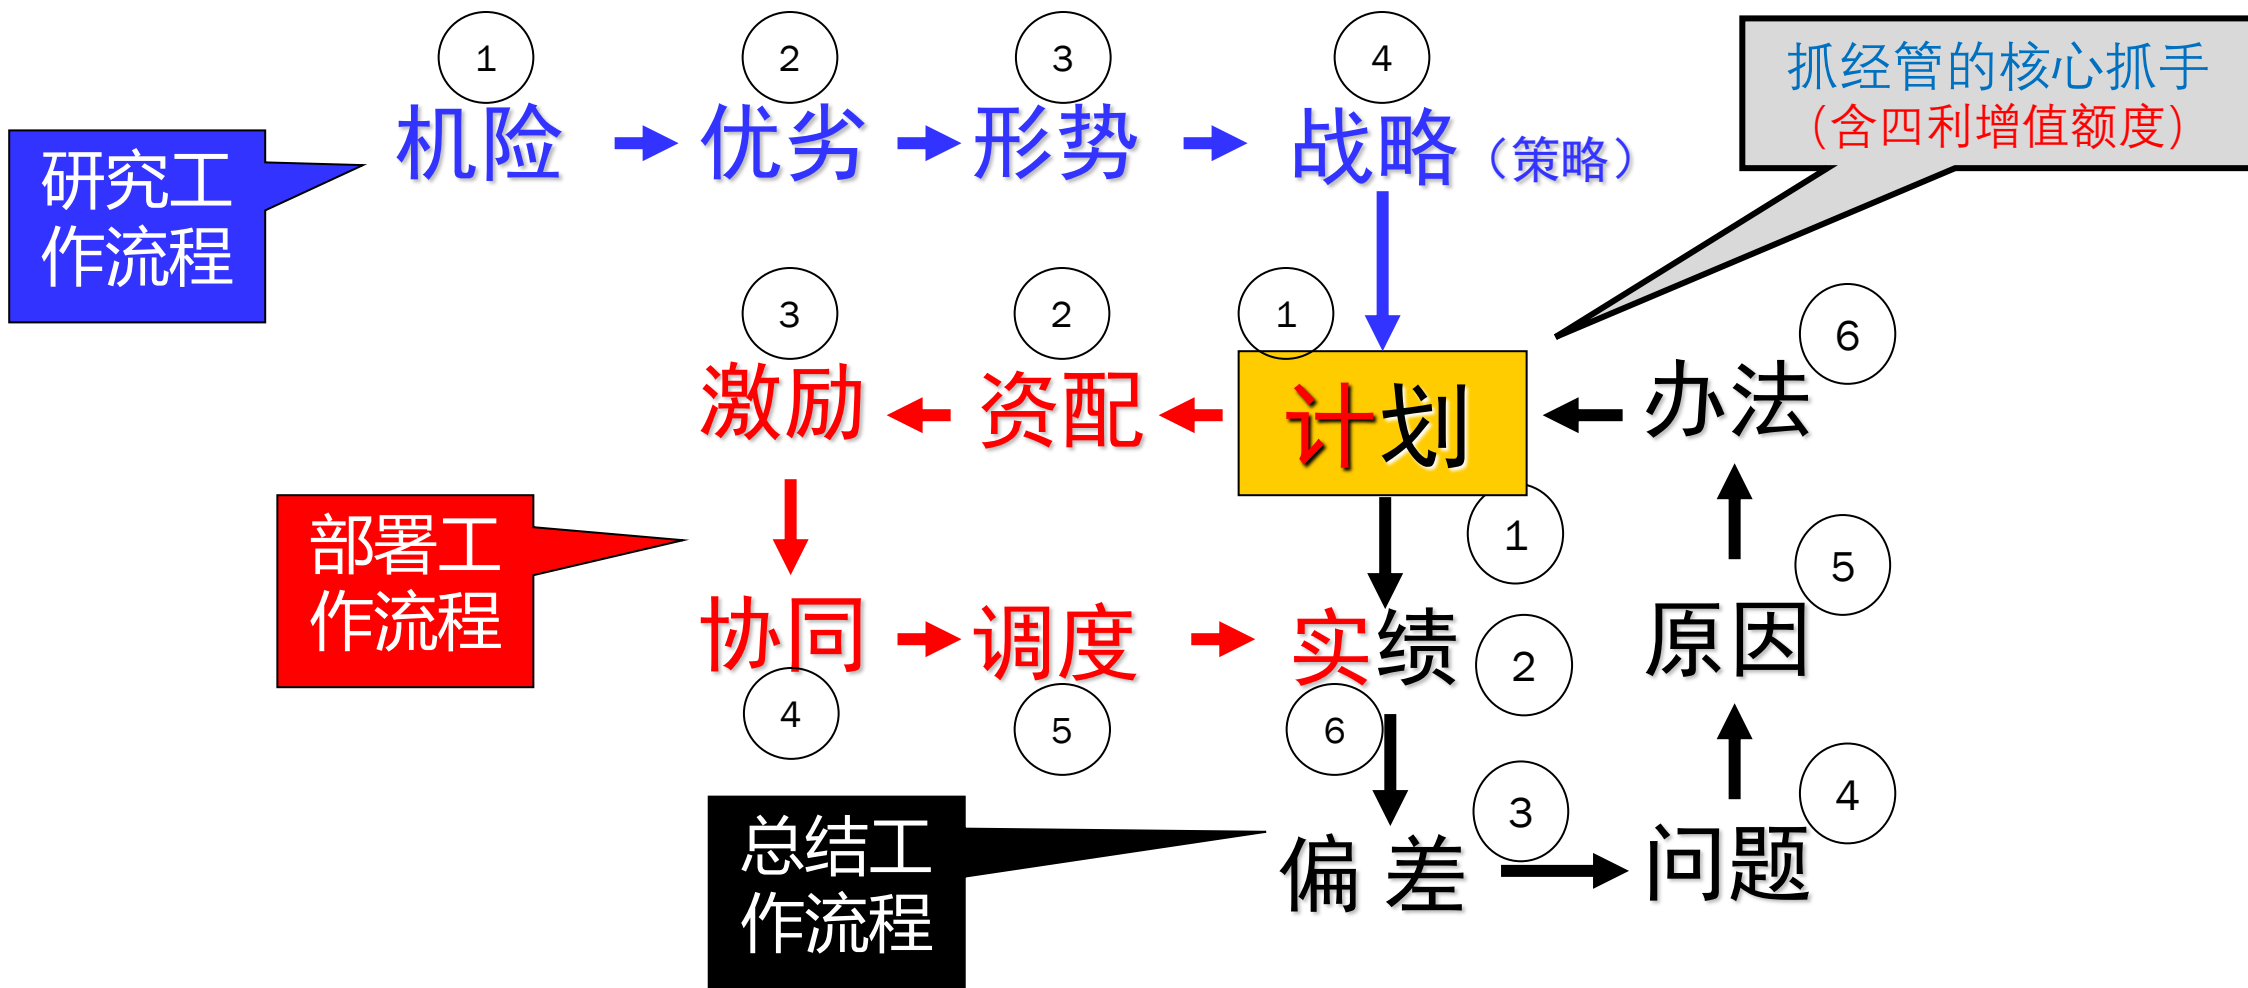 1
2
3
4
抓经管的核心抓手
（含四利增值额度）
机险
优劣
形势
战略（策略）
研究工
作流程
3
2
1
6
激励
资配
计划
办法
部署工
作流程
1
5
协同
调度
实绩
2
原因
4
5
6
3
4
总结工
作流程
偏 差
问题